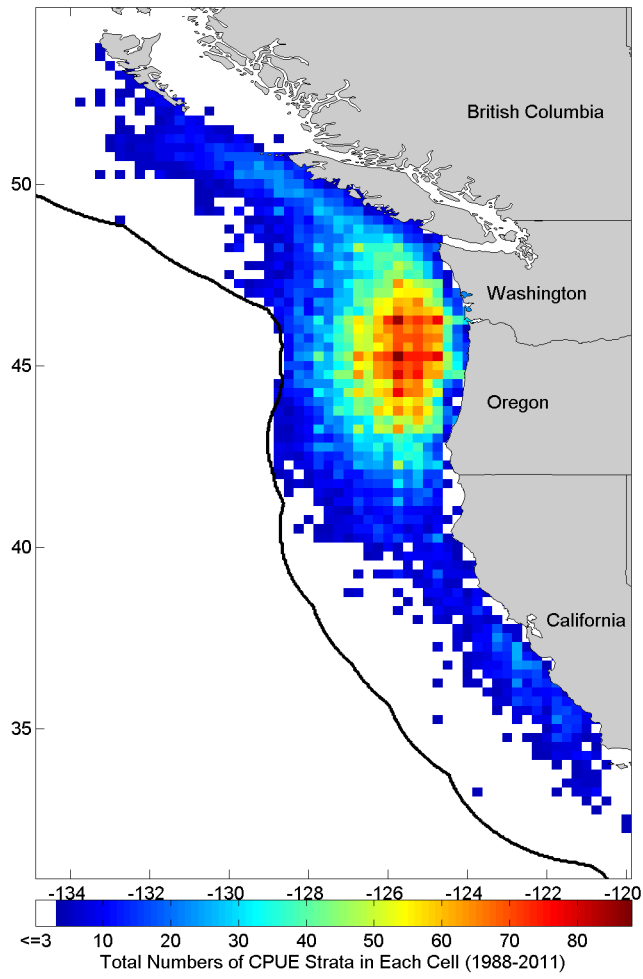 British Columbia
50
Washington
45
Oregon
40
California
35
-134 -132 -130 -128 -126 -124 -122 -120
<=3 10 20 30 40 50 60 70 80
Total Numbers of CPUE Strata in Each Cell (1988-2011)